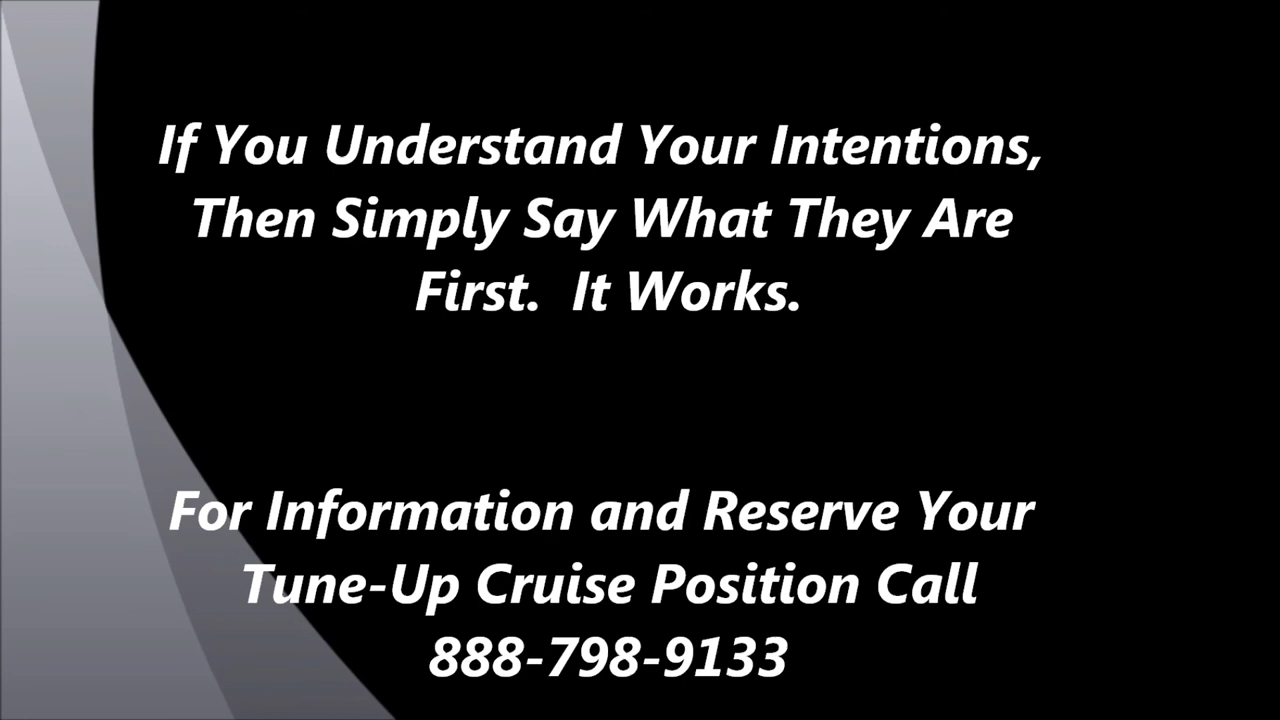 If You Understand Your Intentions,
Then Simply Say What They Are
First.  It Works.
For Information and Reserve Your
Tune-Up Cruise Position Call
888-798-9133